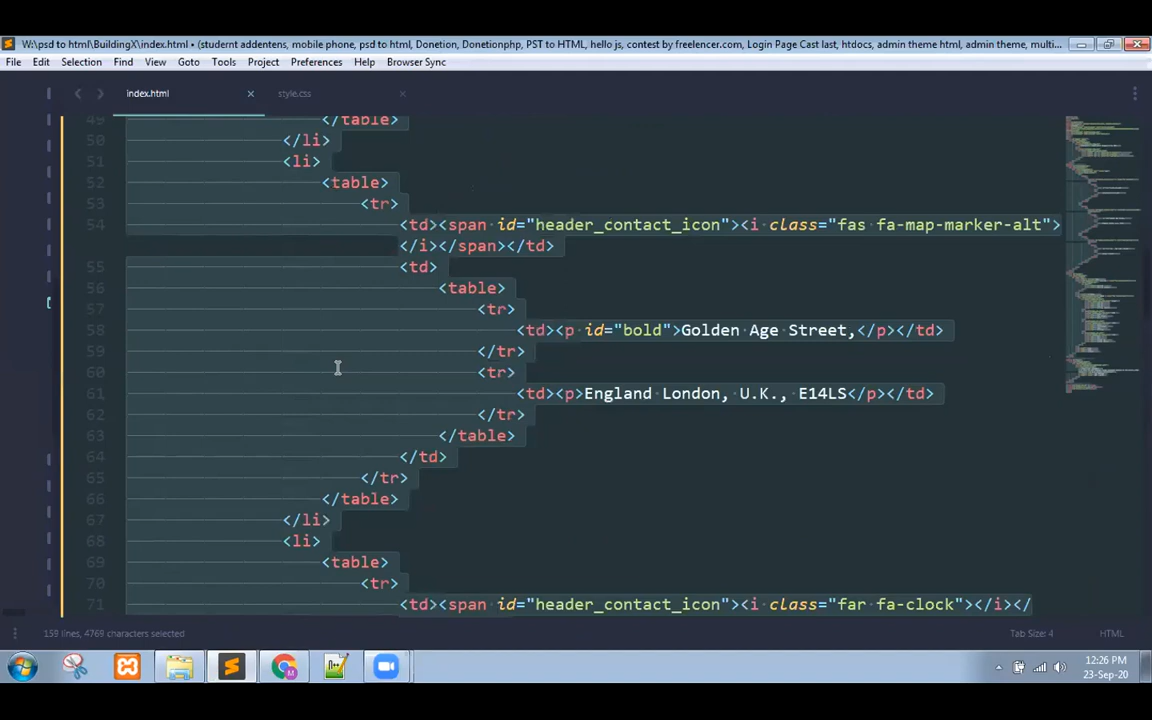 W:\psd to html\BuildingX\index.html • (studernt addentens, mobile phone, psd to html, Donetion, Donetionphp, PST to HTML, hello js, contest by freelencer.com, Login Page Cast last, htdocs, admin theme html, admin theme, multi...
File Edit Selection Find View Goto Tools Project Preferences Help Browser Sync
index.html × style.css ×
49 </table>
50 </li>
51 <li>
52 <table>
53 <tr>
54 <td><span id="header_contact_icon"><i class="fas fa-map-marker-alt">
</i></span></td>
55 <td>
56 <table>
57 <tr>
58 <td><p id="bold">Golden Age Street,</p></td>
59 </tr>
60 <tr>
61 <td><p>England London, U.K., E14LS</p></td>
62 </tr>
63 </table>
64 </td>
65 </tr>
66 </table>
67 </li>
68 <li>
69 <table>
70 <tr>
71 <td><span id="header_contact_icon"><i class="far fa-clock"></i></
159 lines, 4769 characters selected Tab Size: 4 HTML
12:26 PM
23-Sep-20